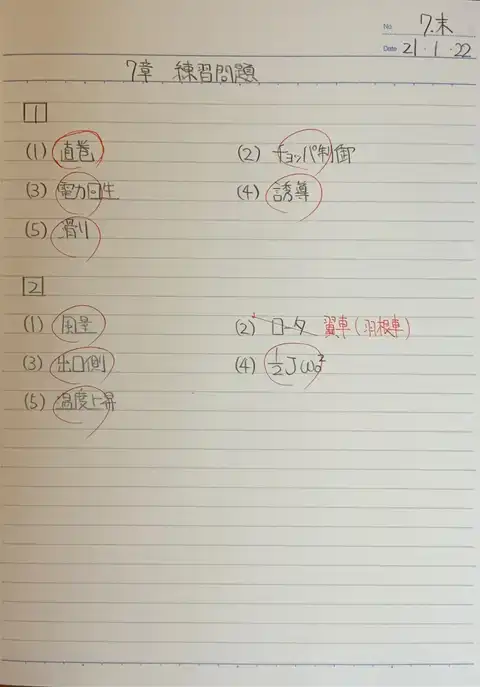 No. 7.末
Date 21・1・22
7章 練習問題
1
(1) 直巻 (2) チョッパ制御
(3) 電力回生 (4) 誘導
(5) 滑り
2
(1) 風量 (2) ロータ 翼車(羽根車)
(3) 出口側 (4) 1/2 Jω₀²
(5) 温度上昇